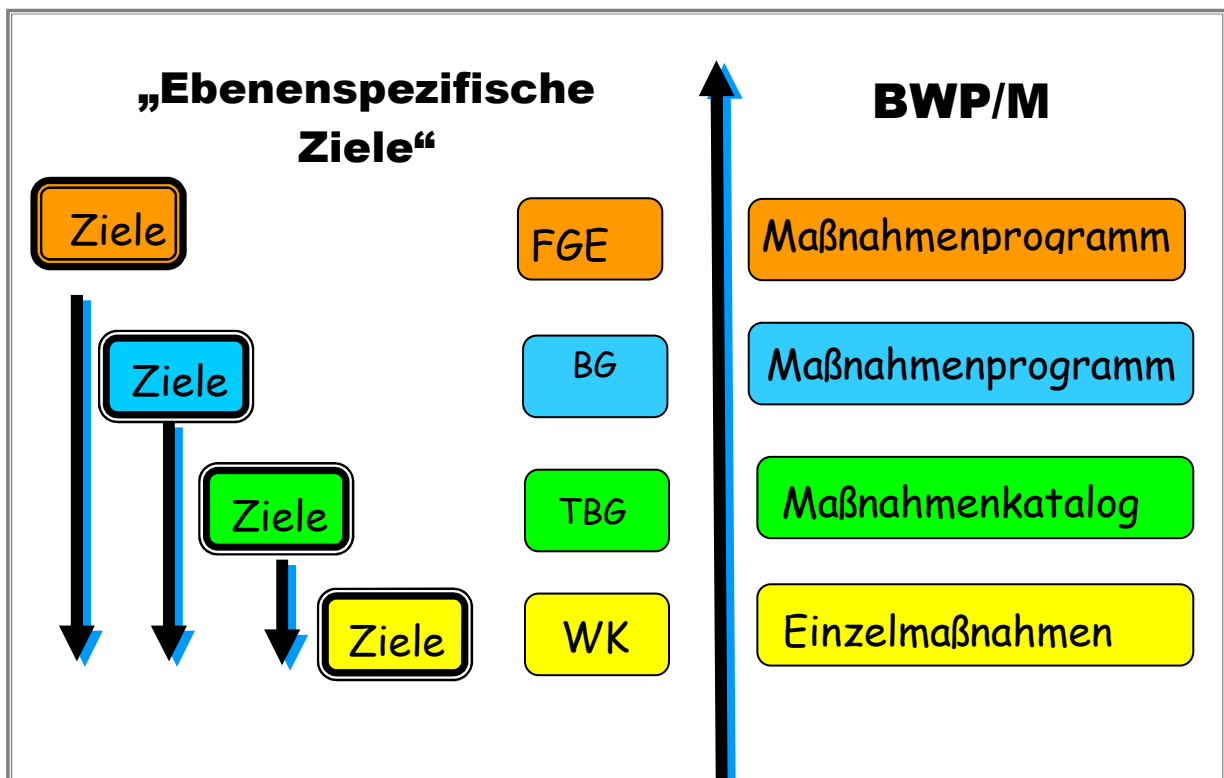 „Ebenenspezifische
Ziele“
BWP/M
Ziele
FGE
Maßnahmenprogramm
Ziele
BG
Maßnahmenprogramm
Ziele
TBG
Maßnahmenkatalog
Ziele
WK
Einzelmaßnahmen